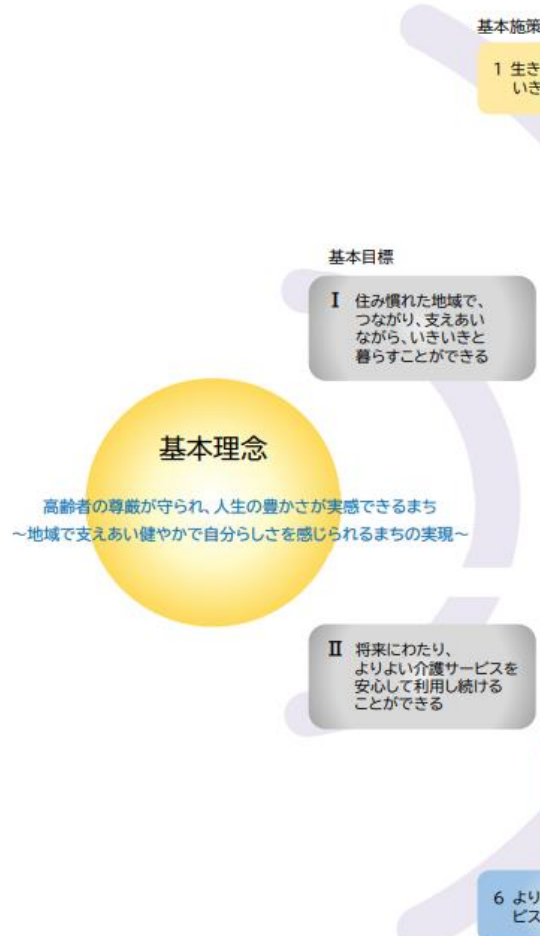 基本施策
1 生き
いき
基本目標
Ⅰ 住み慣れた地域で、
つながり、支えあい
ながら、いきいきと
暮らすことができる
基本理念
高齢者の尊厳が守られ、人生の豊かさが実感できるまち
～地域で支えあい健やかで自分らしさを感じられるまちの実現～
Ⅱ 将来にわたり、
よりよい介護サービスを
安心して利用し続ける
ことができる
6 より
ビス